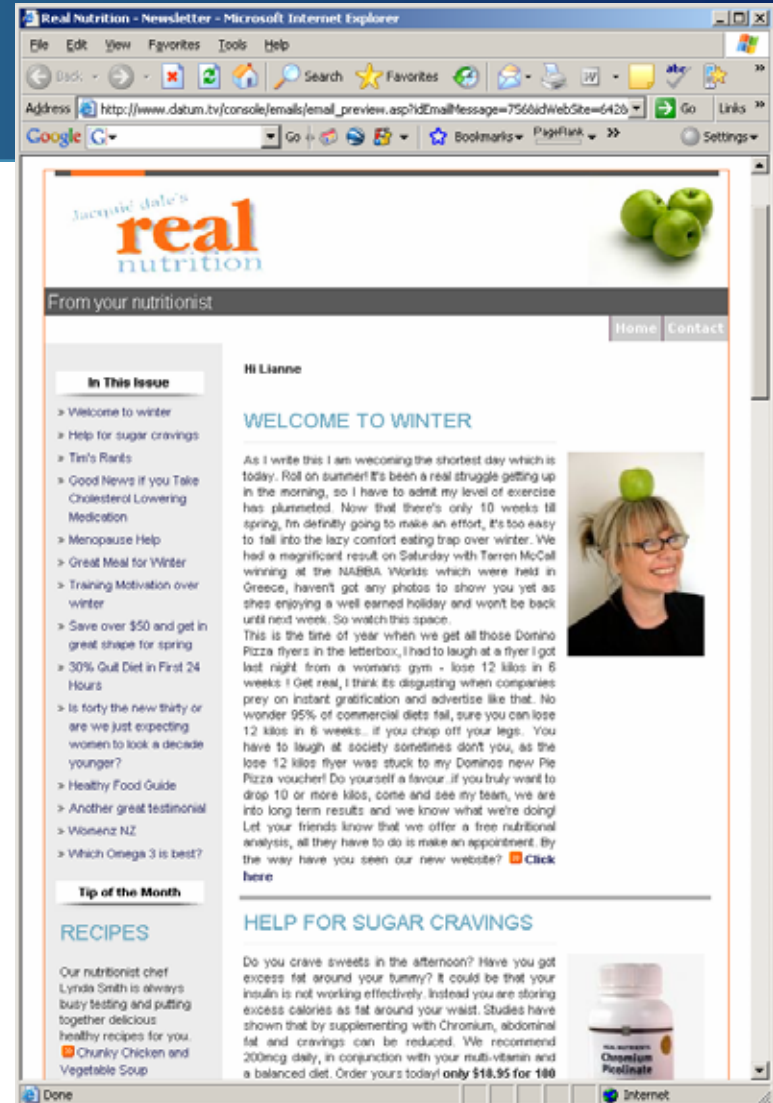 Real Nutrition - Newsletter - Microsoft Internet Explorer
File Edit View Favorites Tools Help
Back Search Favorites
Address http://www.datum.tv/console/emails/email_preview.asp?idEmailMessage=756&idWebSite=6428 Go Links »
Google G Go Bookmarks PageRank » Settings
Jacquie dale's
real
nutrition
From your nutritionist
Home Contact
In This Issue
» Welcome to winter
» Help for sugar cravings
» Tim's Rants
» Good News if you Take
Cholesterol Lowering
Medication
» Menopause Help
» Great Meal for Winter
» Training Motivation over
winter
» Save over $50 and get in
great shape for spring
» 30% Quit Diet in First 24
Hours
» Is forty the new thirty or
are we just expecting
women to look a decade
younger?
» Healthy Food Guide
» Another great testimonial
» Womenz NZ
» Which Omega 3 is best?
Tip of the Month
RECIPES
Our nutritionist chef
Lynda Smith is always
busy testing and putting
together delicious
healthy recipes for you.
Chunky Chicken and
Vegetable Soup
Hi Lianne
WELCOME TO WINTER
As I write this I am wecoming the shortest day which is
today. Roll on summer! It's been a real struggle getting up
in the morning, so I have to admit my level of exercise
has plummeted. Now that there's only 10 weeks till
spring, I'm definitly going to make an effort, it's too easy
to fall into the lazy comfort eating trap over winter. We
had a magnificant result on Saturday with Tarren McCall
winning at the NABBA Worlds which were held in
Greece, haven't got any photos to show you yet as
shes enjoying a well earned holiday and won't be back
until next week. So watch this space.
This is the time of year when we get all those Domino
Pizza flyers in the letterbox, I had to laugh at a flyer I got
last night from a womans gym - lose 12 kilos in 6
weeks ! Get real, I think its disgusting when companies
prey on instant gratification and advertise like that. No
wonder 95% of commercial diets fail, sure you can lose
12 kilos in 6 weeks.. if you chop off your legs. You
have to laugh at society sometimes don't you, as the
lose 12 kilos flyer was stuck to my Dominos new Pie
Pizza voucher! Do yourself a favour..if you truly want to
drop 10 or more kilos, come and see my team, we are
into long term results and we know what we're doing!
Let your friends know that we offer a free nutritional
analysis, all they have to do is make an appointment. By
the way have you seen our new website? Click
here
HELP FOR SUGAR CRAVINGS
Do you crave sweets in the afternoon? Have you got
excess fat around your tummy? It could be that your
insulin is not working effectively. Instead you are storing
excess calories as fat around your waist. Studies have
shown that by supplementing with Chromium, abdominal
fat and cravings can be reduced. We recommend
200mcg daily, in conjunction with your multi-vitamin and
a balanced diet. Order yours today! only $18.95 for 100
REAL NUTRIENTS
Chromium
Picolinate
Done Internet